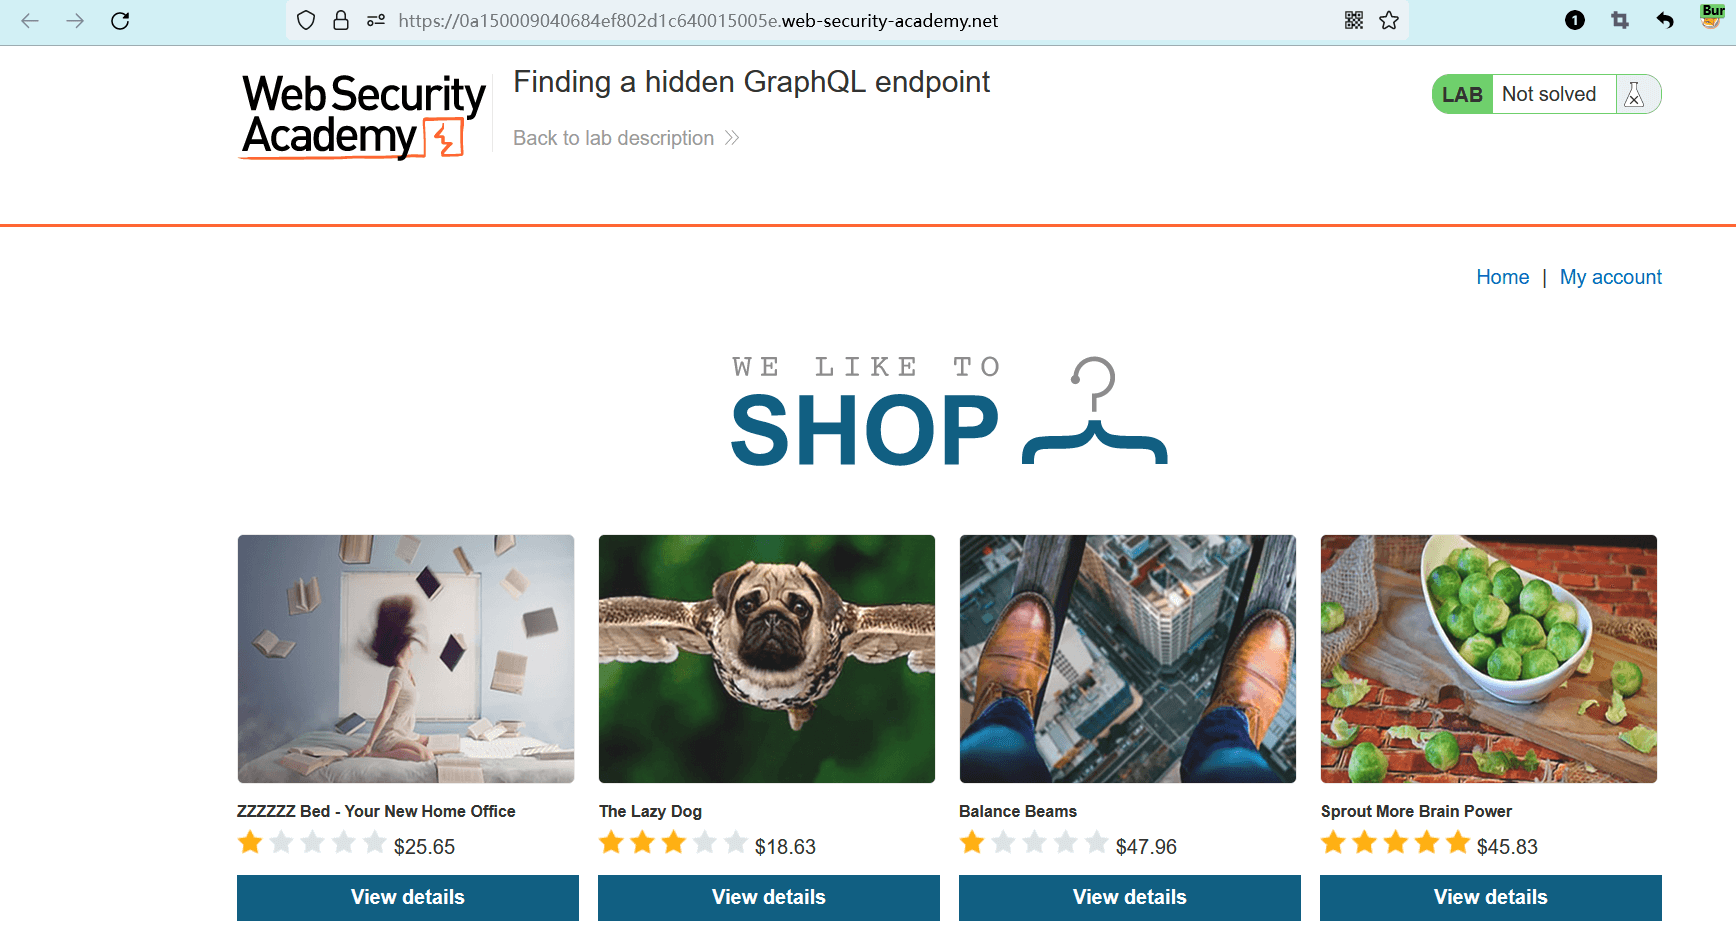 https://0a150009040684ef802d1c640015005e.web-security-academy.net
1
Bur
Web Security
Academy
Finding a hidden GraphQL endpoint
Back to lab description
LAB Not solved
Home | My account
WE LIKE TO
SHOP
ZZZZZZ Bed - Your New Home Office
$25.65
View details
The Lazy Dog
$18.63
View details
Balance Beams
$47.96
View details
Sprout More Brain Power
$45.83
View details